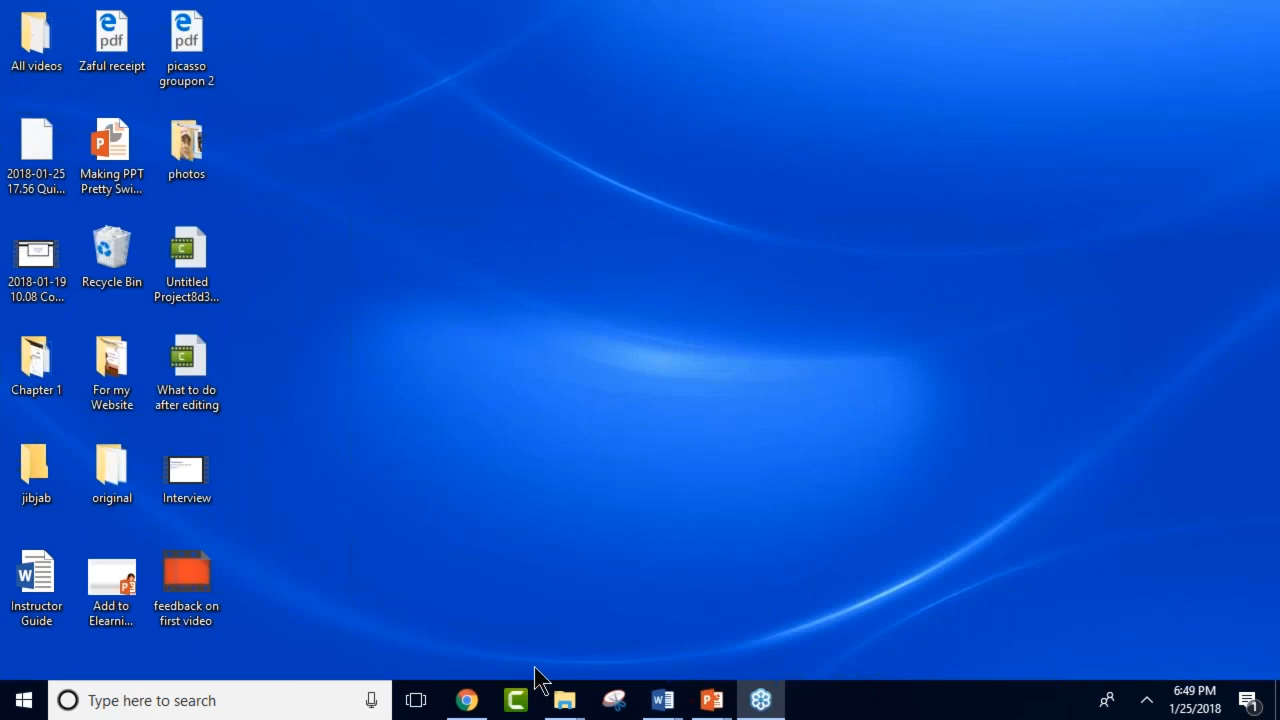 All videos
Zaful receipt
picasso
groupon 2
2018-01-25
17.56 Qui...
Making PPT
Pretty Swi...
photos
2018-01-19
10.08 Co...
Recycle Bin
Untitled
Project8d3...
Chapter 1
For my
Website
What to do
after editing
jibjab
original
Interview
Instructor
Guide
Add to
Elearni...
feedback on
first video
Type here to search
6:49 PM
1/25/2018
1